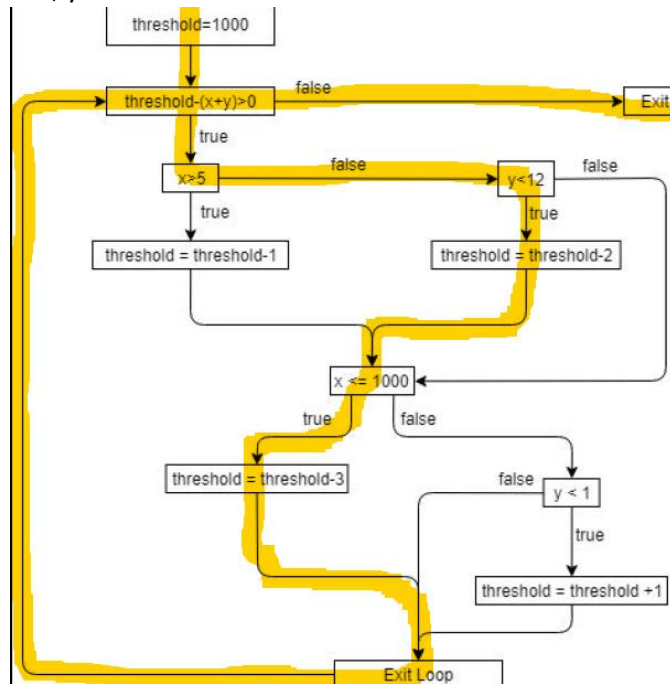 threshold=1000
false
threshold-(x+y)>0
Exit
true
false
false
x>5
y<12
true
true
threshold = threshold-1
threshold = threshold-2
x <= 1000
true
false
threshold = threshold-3
false
y < 1
true
threshold = threshold +1
Exit Loop